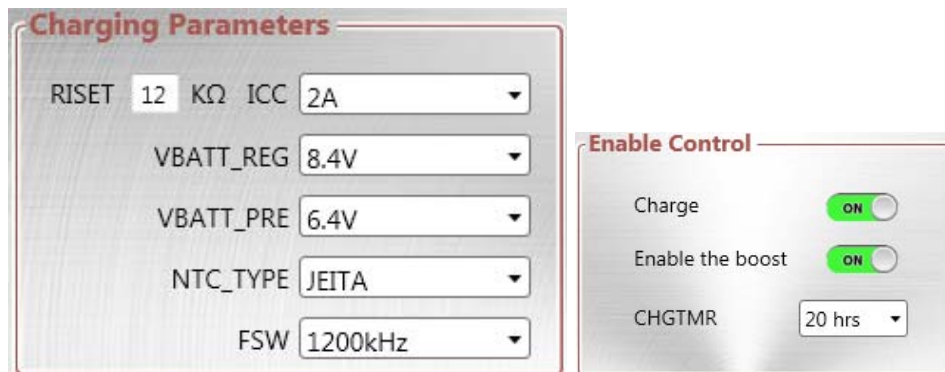 Charging Parameters
RISET 12 KΩ ICC 2A
VBATT_REG 8.4V
VBATT_PRE 6.4V
NTC_TYPE JEITA
FSW 1200kHz
Enable Control
Charge ON
Enable the boost ON
CHGTMR 20 hrs